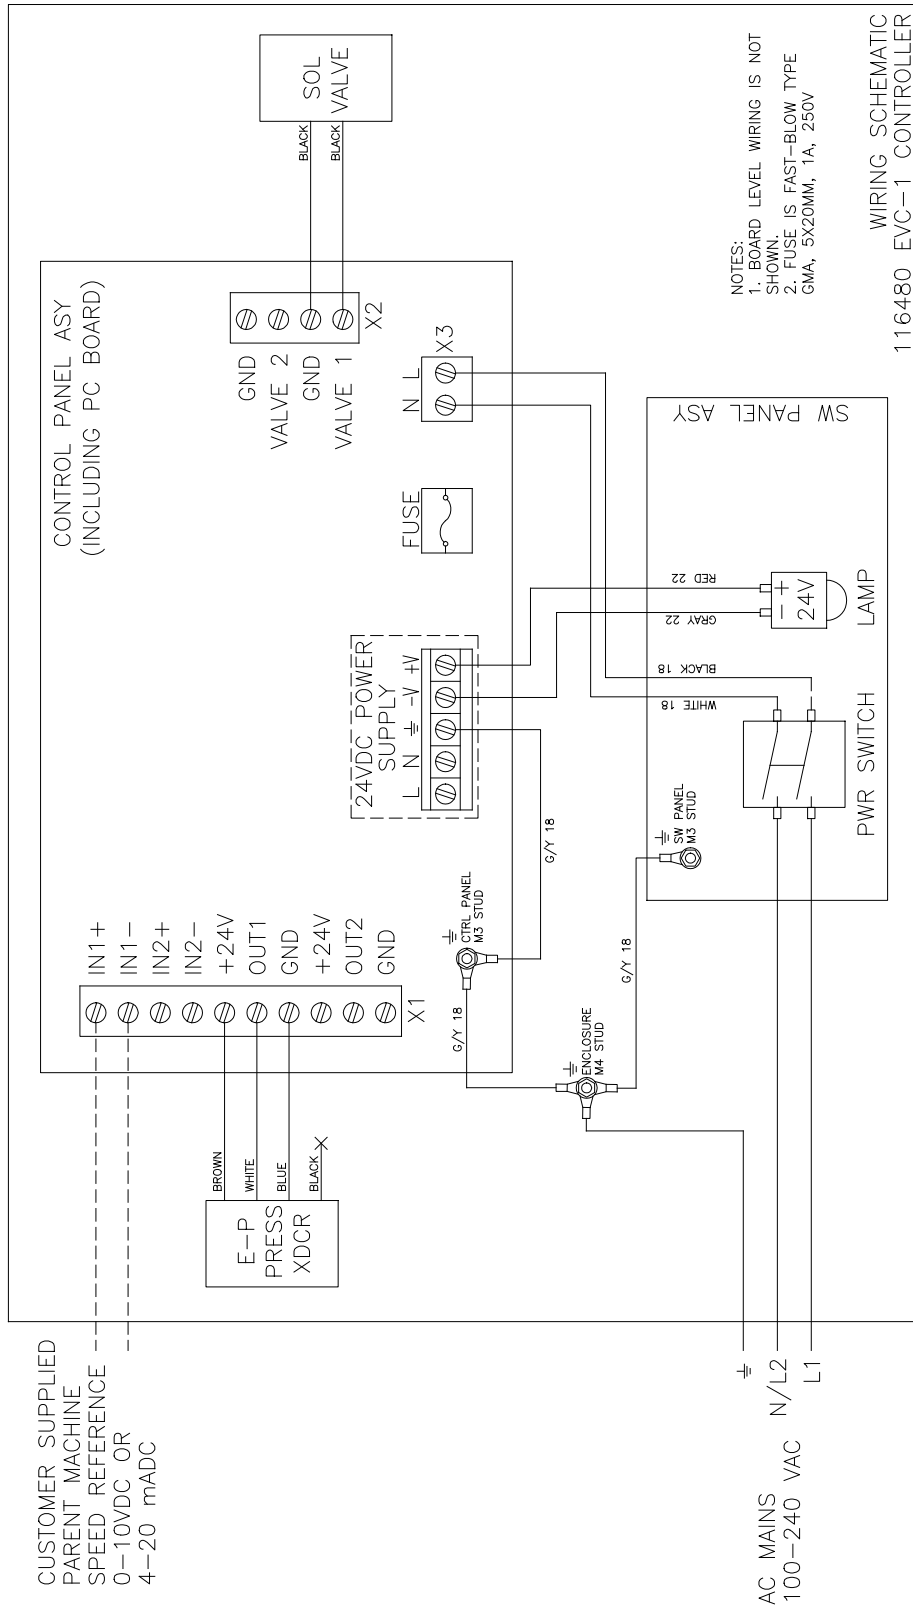 CUSTOMER SUPPLIED
PARENT MACHINE
SPEED REFERENCE
0-10VDC OR
4-20 mADC
AC MAINS
100-240 VAC
N/L2
L1
E-P
PRESS
XDCR
BROWN
WHITE
BLUE
BLACK
CONTROL PANEL ASY
(INCLUDING PC BOARD)
IN1+
IN1-
IN2+
IN2-
+24V
OUT1
GND
+24V
OUT2
GND
X1
24VDC POWER
SUPPLY
L
N
-V
+V
FUSE
N
L
X3
GND
VALVE 2
GND
VALVE 1
X2
BLACK
BLACK
SOL
VALVE
CTRL PANEL
M3 STUD
G/Y 18
G/Y 18
ENCLOSURE
M4 STUD
G/Y 18
SW PANEL
M3 STUD
RED 22
GRAY 22
BLACK 18
WHITE 18
SW PANEL ASY
PWR SWITCH
- +
24V
LAMP
NOTES:
1. BOARD LEVEL WIRING IS NOT
SHOWN.
2. FUSE IS FAST-BLOW TYPE
GMA, 5X20MM, 1A, 250V
WIRING SCHEMATIC
116480 EVC-1 CONTROLLER